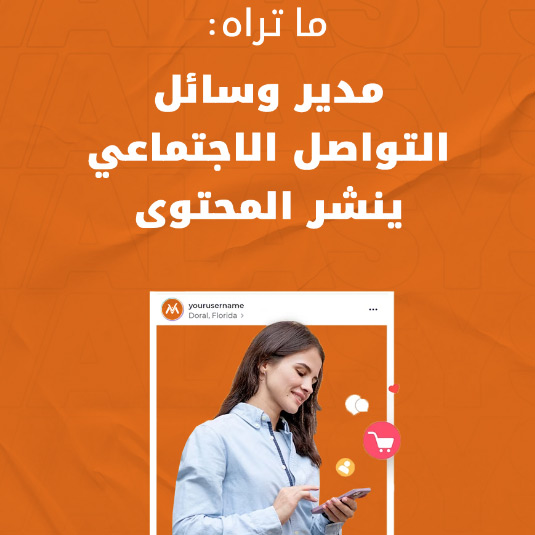 ما تراه:
مدير وسائل
التواصل الاجتماعي
ينشر المحتوى
yourusername
Doral, Florida >